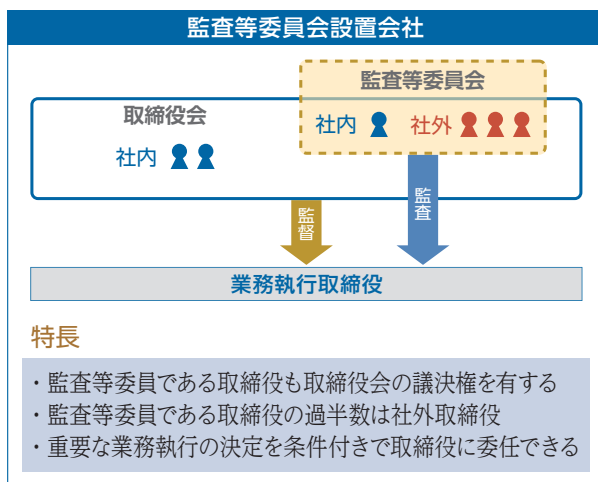 監査等委員会設置会社
監査等委員会
取締役会
社内
社外
社内
監督
監査
業務執行取締役
特長
・監査等委員である取締役も取締役会の議決権を有する
・監査等委員である取締役の過半数は社外取締役
・重要な業務執行の決定を条件付きで取締役に委任できる